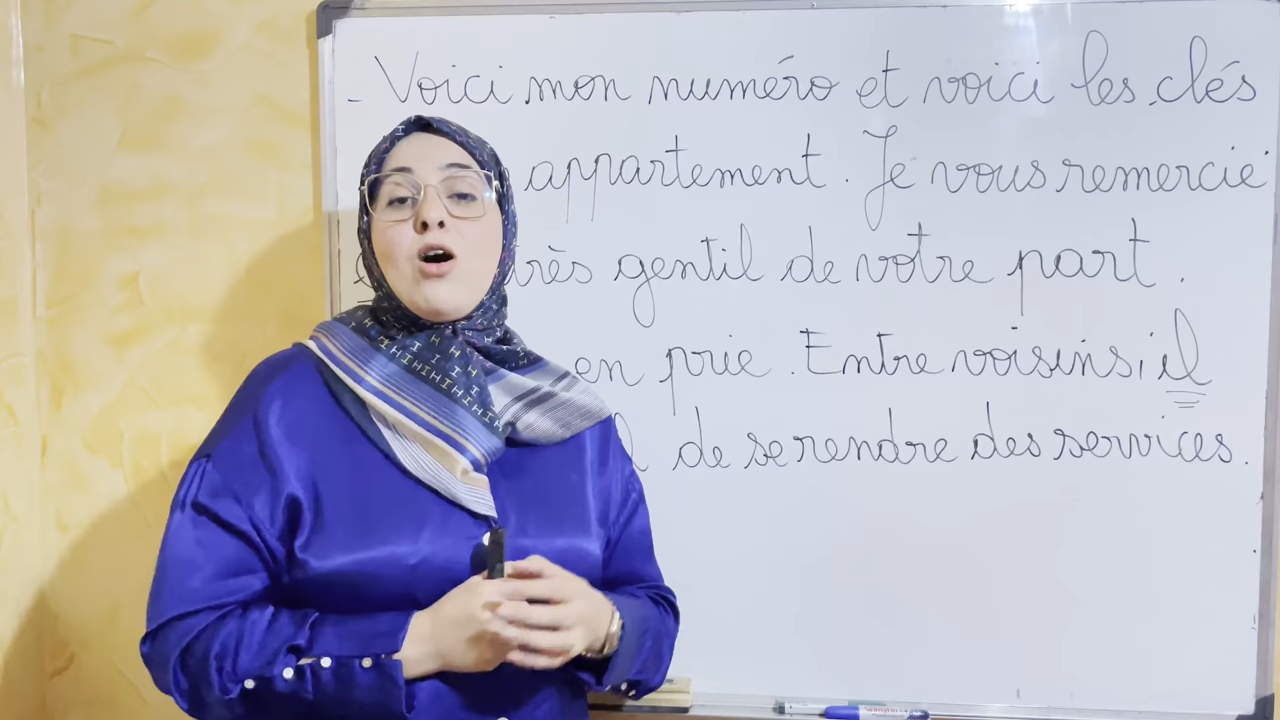 - Voici mon numéro et voici les clés
appartement. Je vous remercie
très gentil de votre part.
en prie. Entre voisins, il
de se rendre des services.